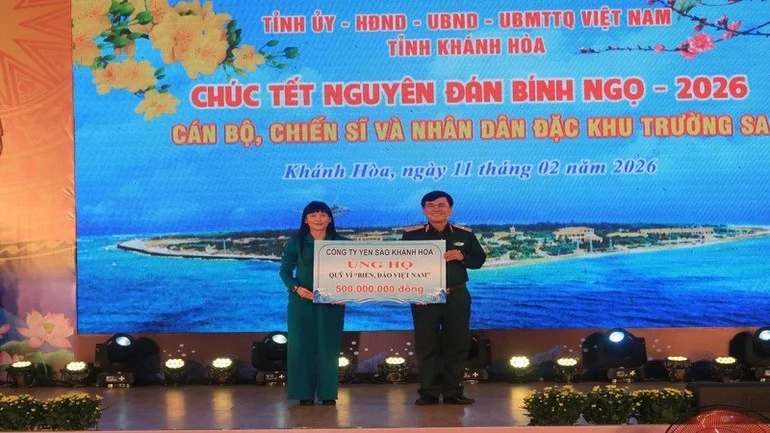 TỈNH ỦY - HĐND - UBND - UBMTTQ VIỆT NAM
TỈNH KHÁNH HÒA
CHÚC TẾT NGUYÊN ĐÁN BÍNH NGỌ - 2026
CÁN BỘ, CHIẾN SĨ VÀ NHÂN DÂN ĐẶC KHU TRƯỜNG SA
Khánh Hòa, ngày 11 tháng 02 năm 2026
CÔNG TY YẾN SÀO KHÁNH HÒA
ỦNG HỘ
QUỸ VÌ "BIỂN, ĐẢO VIỆT NAM"
500.000.000 đồng